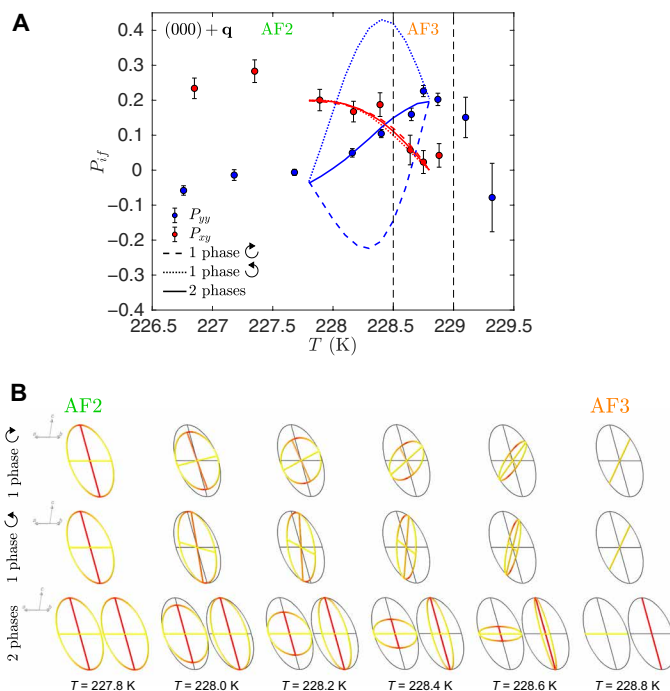 A
(000) + q
AF2
AF3
0.4
0.3
0.2
0.1
0
-0.1
-0.2
-0.3
-0.4
P_if
P_yy
P_xy
1 phase ↻
1 phase ↺
2 phases
226.5
227
227.5
228
228.5
229
229.5
T (K)
B
AF2
AF3
1 phase ↻
1 phase ↺
2 phases
T = 227.8 K
T = 228.0 K
T = 228.2 K
T = 228.4 K
T = 228.6 K
T = 228.8 K